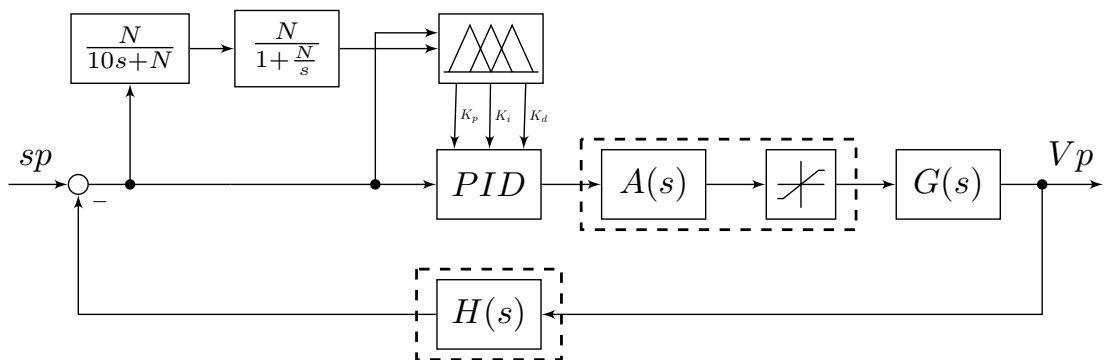 N
10s+N
N
1+N/s
K_p K_i K_d
sp
PID
A(s)
G(s)
Vp
−
H(s)